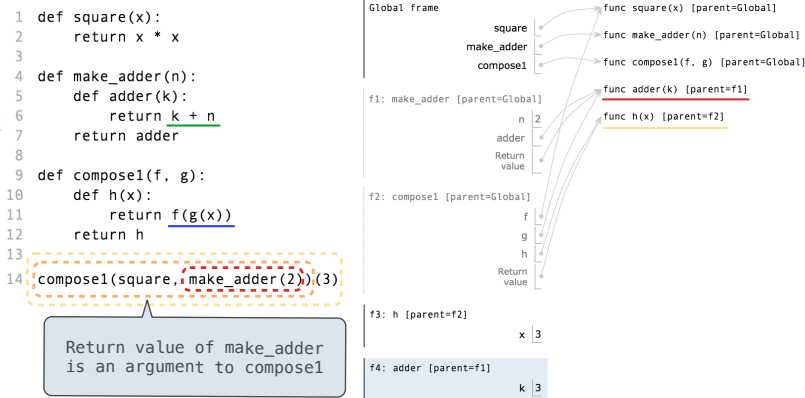 1 def square(x):
2 return x * x
3
4 def make_adder(n):
5 def adder(k):
6 return k + n
7 return adder
8
9 def compose1(f, g):
10 def h(x):
11 return f(g(x))
12 return h
13
14 compose1(square, make_adder(2))(3)
Return value of make_adder
is an argument to compose1
Global frame
square
make_adder
compose1
func square(x) [parent=Global]
func make_adder(n) [parent=Global]
func compose1(f, g) [parent=Global]
func adder(k) [parent=f1]
func h(x) [parent=f2]
f1: make_adder [parent=Global]
n 2
adder
Return
value
f2: compose1 [parent=Global]
f
g
h
Return
value
f3: h [parent=f2]
x 3
f4: adder [parent=f1]
k 3